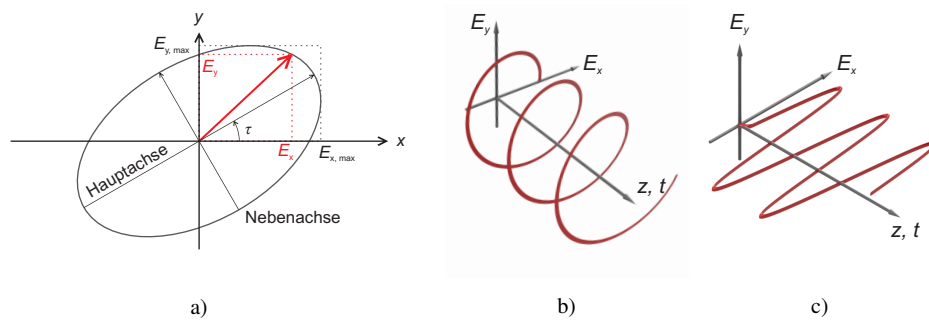 y
E_y, max
E_y
τ
x
E_x
E_x, max
Hauptachse
Nebenachse
a)
E_y
E_x
z, t
b)
E_y
E_x
z, t
c)